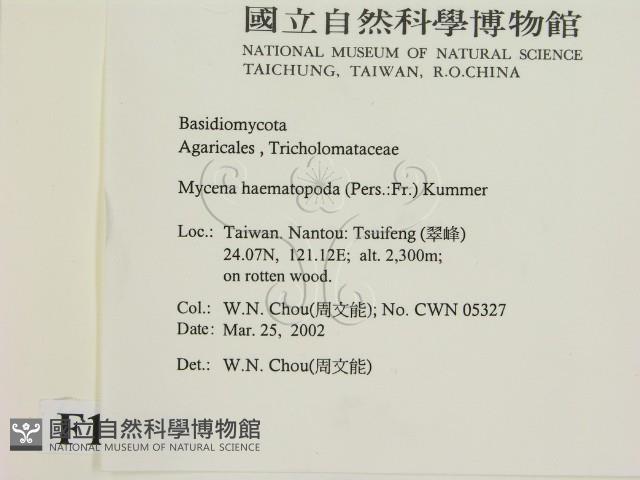 國立自然科學博物館
NATIONAL MUSEUM OF NATURAL SCIENCE
TAICHUNG, TAIWAN, R.O.CHINA
Basidiomycota
Agaricales , Tricholomataceae
Mycena haematopoda (Pers.:Fr.) Kummer
Loc.: Taiwan. Nantou: Tsuifeng (翠峰)
24.07N, 121.12E; alt. 2,300m;
on rotten wood.
Col.: W.N. Chou(周文能); No. CWN 05327
Date: Mar. 25, 2002
Det.: W.N. Chou(周文能)
F1
國立自然科學博物館
NATIONAL MUSEUM OF NATURAL SCIENCE